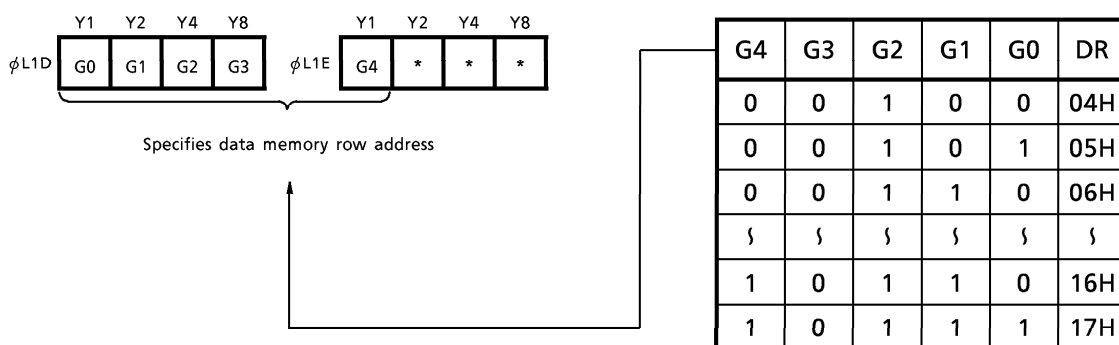 Y1 Y2 Y4 Y8
φL1D G0 G1 G2 G3
Y1 Y2 Y4 Y8
φL1E G4 * * *
Specifies data memory row address
G4 G3 G2 G1 G0 DR
0 0 1 0 0 04H
0 0 1 0 1 05H
0 0 1 1 0 06H
∫ ∫ ∫ ∫ ∫ ∫
1 0 1 1 0 16H
1 0 1 1 1 17H